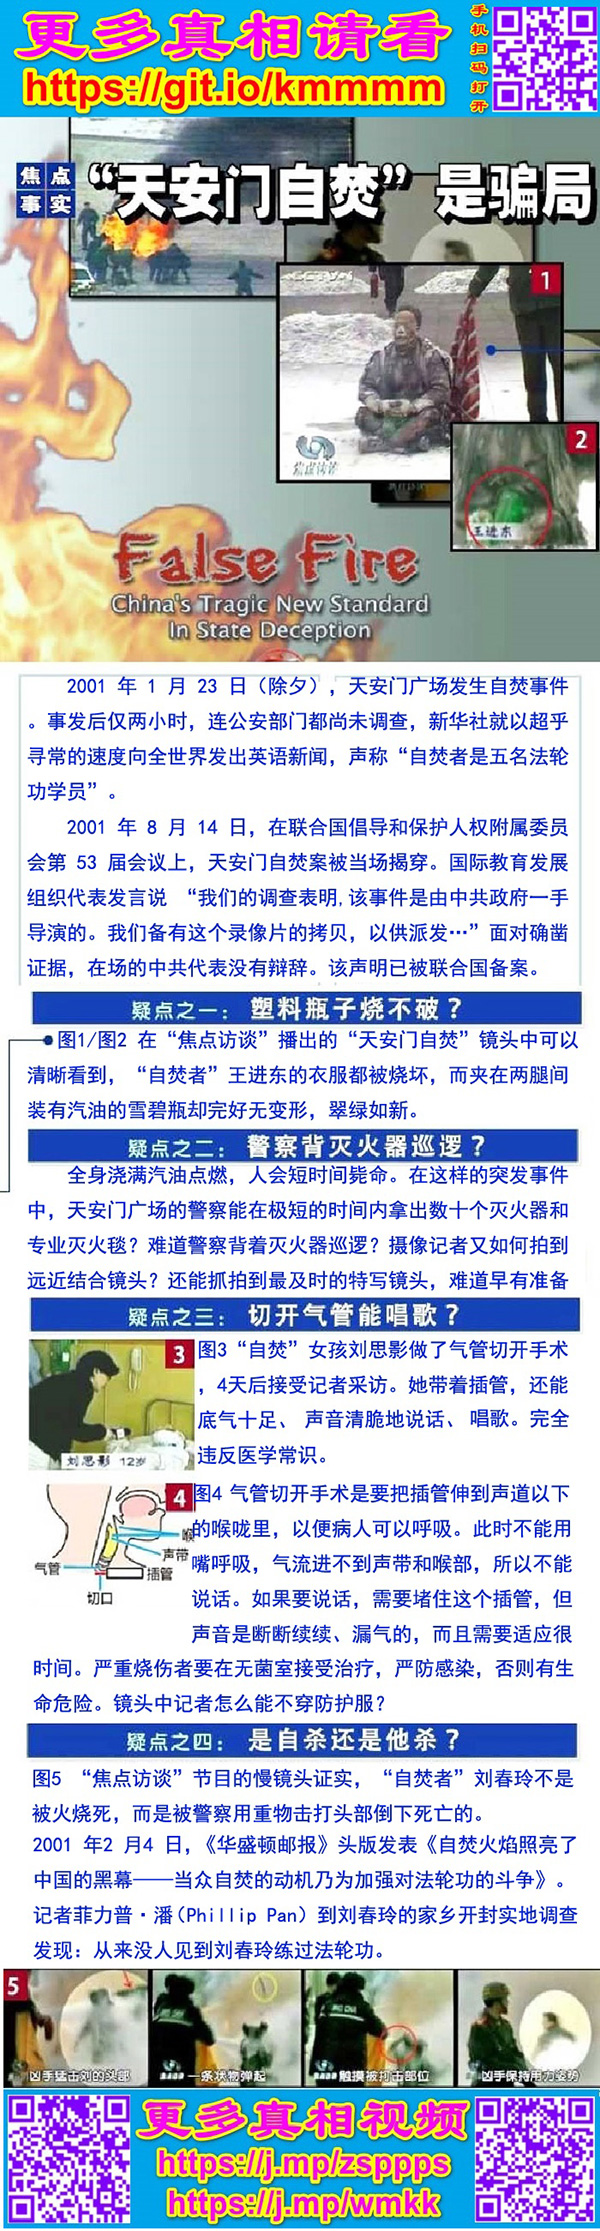 更多真相请看
https://git.io/kmmmm
手机扫码打开
焦点
事实
“天安门自焚”是骗局
CCTV
1
焦点访谈
2
王进东
False Fire
China's Tragic New Standard
In State Deception
2001 年 1 月 23 日（除夕），天安门广场发生自焚事件
。事发后仅两小时，连公安部门都尚未调查，新华社就以超乎
寻常的速度向全世界发出英语新闻，声称“自焚者是五名法轮
功学员”。
2001 年 8 月 14 日，在联合国倡导和保护人权附属委员
会第 53 届会议上，天安门自焚案被当场揭穿。国际教育发展
组织代表发言说 “我们的调查表明,该事件是由中共政府一手
导演的。我们备有这个录像片的拷贝，以供派发…”面对确凿
证据，在场的中共代表没有辩辞。该声明已被联合国备案。
疑点之一：塑料瓶子烧不破？
图1/图2 在“焦点访谈”播出的“天安门自焚”镜头中可以
清晰看到，“自焚者”王进东的衣服都被烧坏，而夹在两腿间
装有汽油的雪碧瓶却完好无变形，翠绿如新。
疑点之二：警察背灭火器巡逻？
全身浇满汽油点燃，人会短时间毙命。在这样的突发事件
中，天安门广场的警察能在极短的时间内拿出数十个灭火器和
专业灭火毯？难道警察背着灭火器巡逻？摄像记者又如何拍到
远近结合镜头？还能抓拍到最及时的特写镜头，难道早有准备
疑点之三：切开气管能唱歌？
3
刘思影 12岁
图3“自焚”女孩刘思影做了气管切开手术
，4天后接受记者采访。她带着插管，还能
底气十足、声音清脆地说话、唱歌。完全
违反医学常识。
4
喉
声带
气管
插管
切口
图4 气管切开手术是要把插管伸到声道以下
的喉咙里，以便病人可以呼吸。此时不能用
嘴呼吸，气流进不到声带和喉部，所以不能
说话。如果要说话，需要堵住这个插管，但
声音是断断续续、漏气的，而且需要适应很
时间。严重烧伤者要在无菌室接受治疗，严防感染，否则有生
命危险。镜头中记者怎么能不穿防护服？
疑点之四：是自杀还是他杀？
图5 “焦点访谈”节目的慢镜头证实，“自焚者”刘春玲不是
被火烧死，而是被警察用重物击打头部倒下死亡的。
2001 年2 月4 日，《华盛顿邮报》头版发表《自焚火焰照亮了
中国的黑幕——当众自焚的动机乃为加强对法轮功的斗争》。
记者菲力普·潘（Phillip Pan）到刘春玲的家乡开封实地调查
发现：从来没人见到刘春玲练过法轮功。
5
凶手猛击刘的头部
一条状物弹起
触摸被打击部位
凶手保持用力姿势
更多真相视频
https://j.mp/zsppps
https://j.mp/wmkk